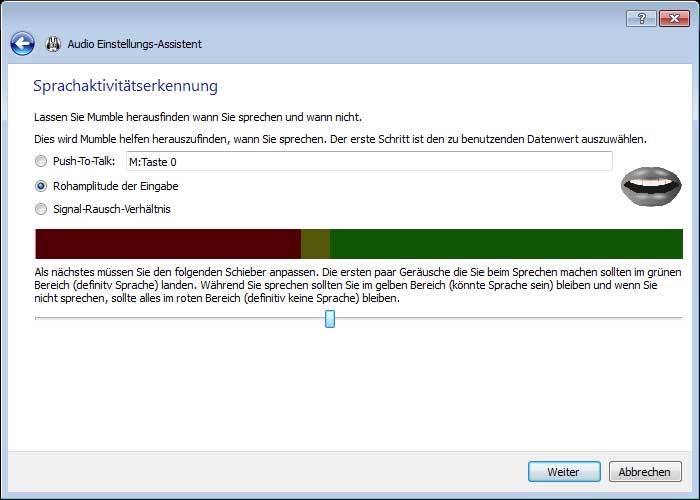 Audio Einstellungs-Assistent
Sprachaktivitätserkennung
Lassen Sie Mumble herausfinden wann Sie sprechen und wann nicht.
Dies wird Mumble helfen herauszufinden, wann Sie sprechen. Der erste Schritt ist den zu benutzenden Datenwert auszuwählen.
Push-To-Talk: M:Taste 0
Rohamplitude der Eingabe
Signal-Rausch-Verhältnis
Als nächstes müssen Sie den folgenden Schieber anpassen. Die ersten paar Geräusche die Sie beim Sprechen machen sollten im grünen
Bereich (definitv Sprache) landen. Während Sie sprechen sollten Sie im gelben Bereich (könnte Sprache sein) bleiben und wenn Sie
nicht sprechen, sollte alles im roten Bereich (definitiv keine Sprache) bleiben.
Weiter Abbrechen